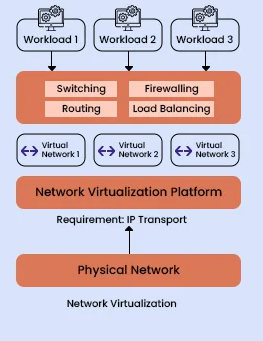 Workload 1
Workload 2
Workload 3
Switching
Firewalling
Routing
Load Balancing
Virtual
Network 1
Virtual
Network 2
Virtual
Network 3
Network Virtualization Platform
Requirement: IP Transport
Physical Network
Network Virtualization